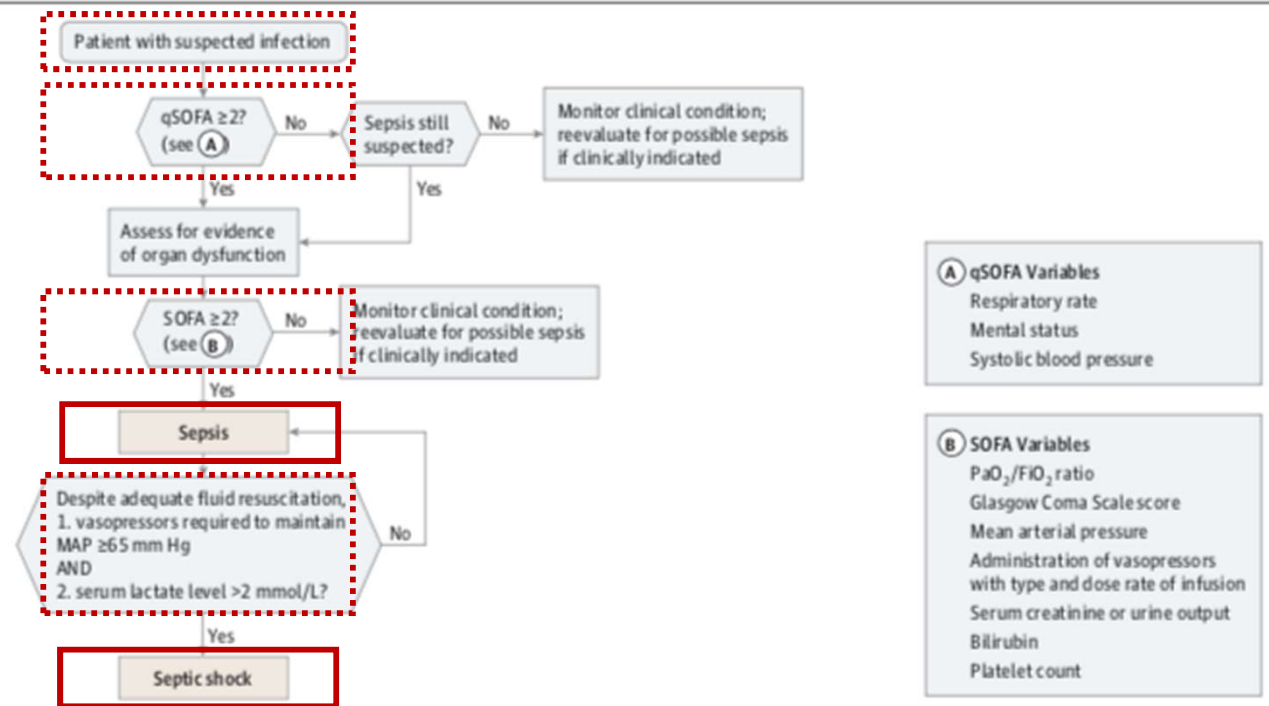 Patient with suspected infection
qSOFA ≥2?
(see A)
No
Sepsis still
suspected?
No
Monitor clinical condition;
reevaluate for possible sepsis
if clinically indicated
Yes
Yes
Assess for evidence
of organ dysfunction
SOFA ≥2?
(see B)
No
Monitor clinical condition;
reevaluate for possible sepsis
if clinically indicated
Yes
Sepsis
Despite adequate fluid resuscitation,
1. vasopressors required to maintain
MAP ≥65 mm Hg
AND
2. serum lactate level >2 mmol/L?
No
Yes
Septic shock
A qSOFA Variables
Respiratory rate
Mental status
Systolic blood pressure
B SOFA Variables
PaO₂/FiO₂ ratio
Glasgow Coma Scale score
Mean arterial pressure
Administration of vasopressors
with type and dose rate of infusion
Serum creatinine or urine output
Bilirubin
Platelet count